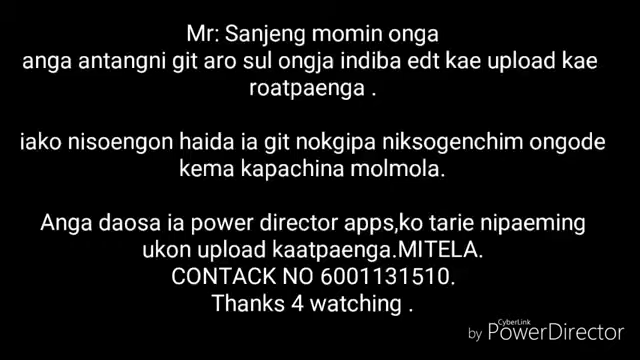 Mr: Sanjeng momin onga
anga antangni git aro sul ongja indiba edt kae upload kae
roatpaenga .
iako nisoengon haida ia git nokgipa niksogenchim ongode
kema kapachina molmola.
Anga daosa ia power director apps,ko tarie nipaeming
ukon upload kaatpaenga.MITELA.
CONTACK NO 6001131510.
Thanks 4 watching .
CyberLink
by PowerDirector